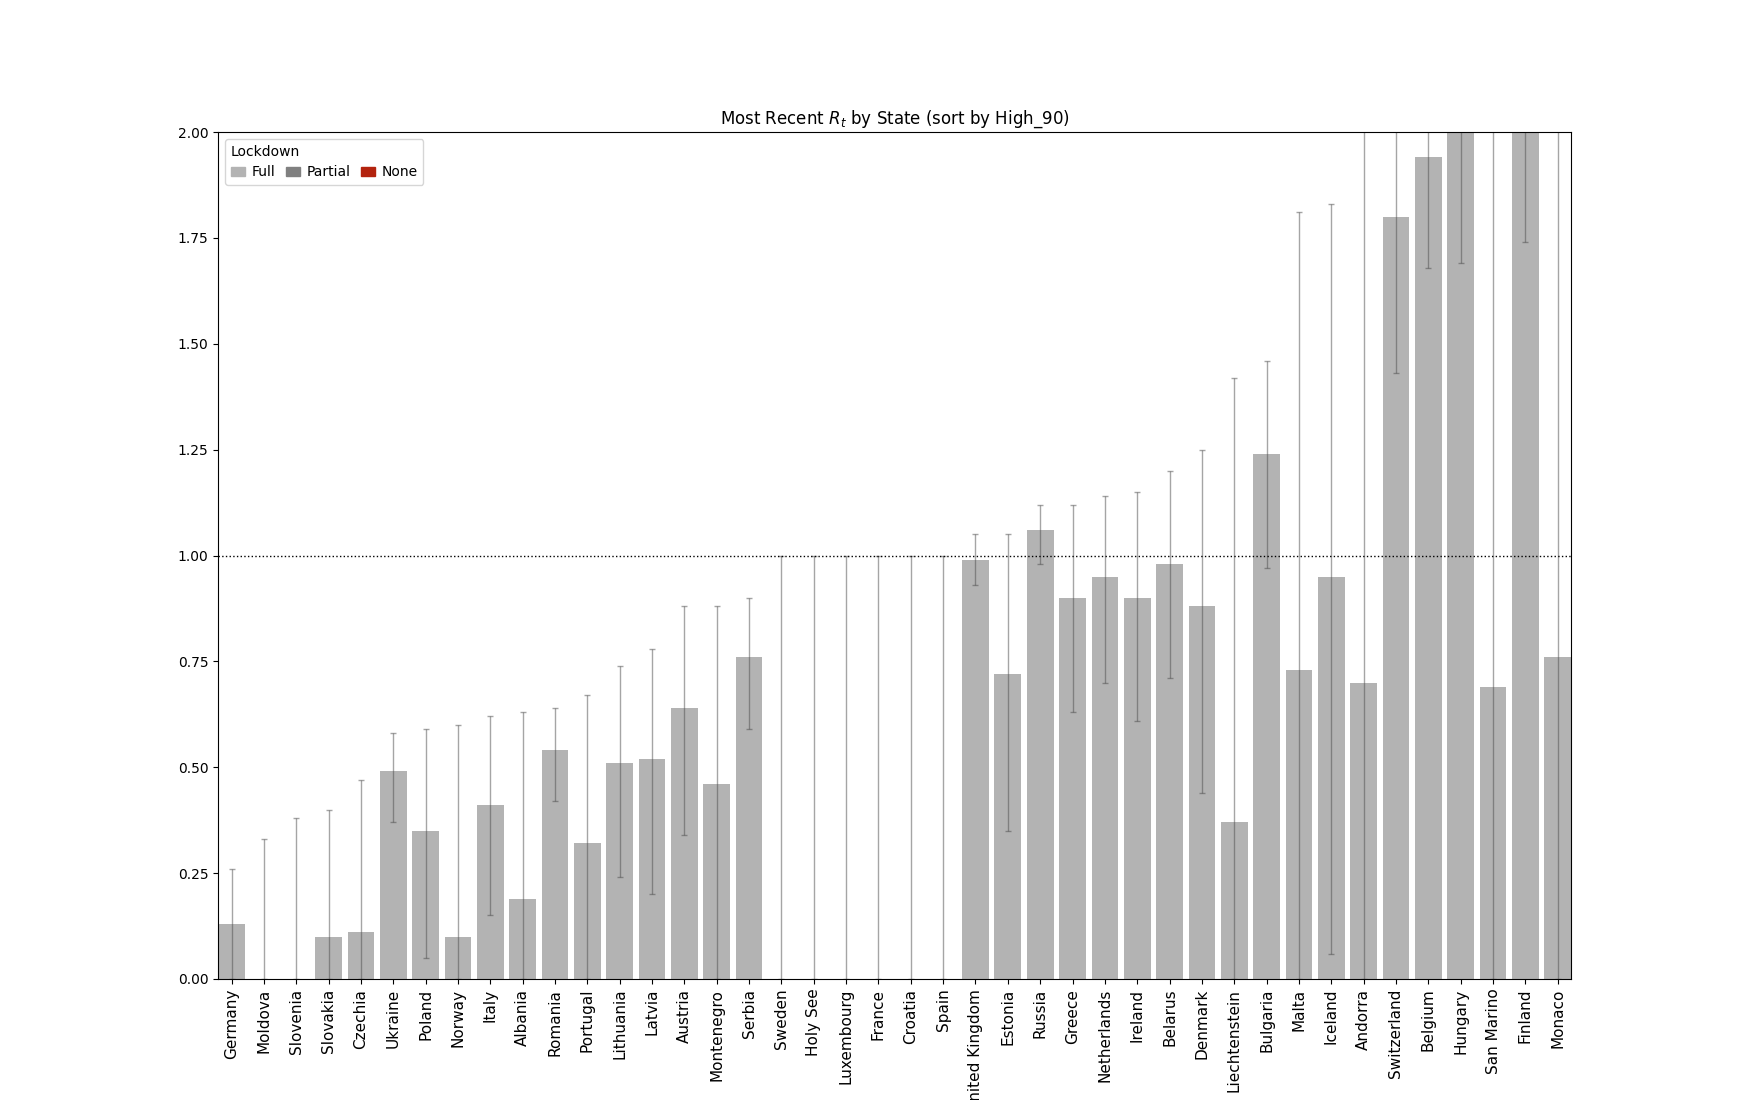 Most Recent R_t by State (sort by High_90)
Lockdown
Full Partial None
2.00
1.75
1.50
1.25
1.00
0.75
0.50
0.25
0.00
Germany
Moldova
Slovenia
Slovakia
Czechia
Ukraine
Poland
Norway
Italy
Albania
Romania
Portugal
Lithuania
Latvia
Austria
Montenegro
Serbia
Sweden
Holy See
Luxembourg
France
Croatia
Spain
nited Kingdom
Estonia
Russia
Greece
Netherlands
Ireland
Belarus
Denmark
Liechtenstein
Bulgaria
Malta
Iceland
Andorra
Switzerland
Belgium
Hungary
San Marino
Finland
Monaco